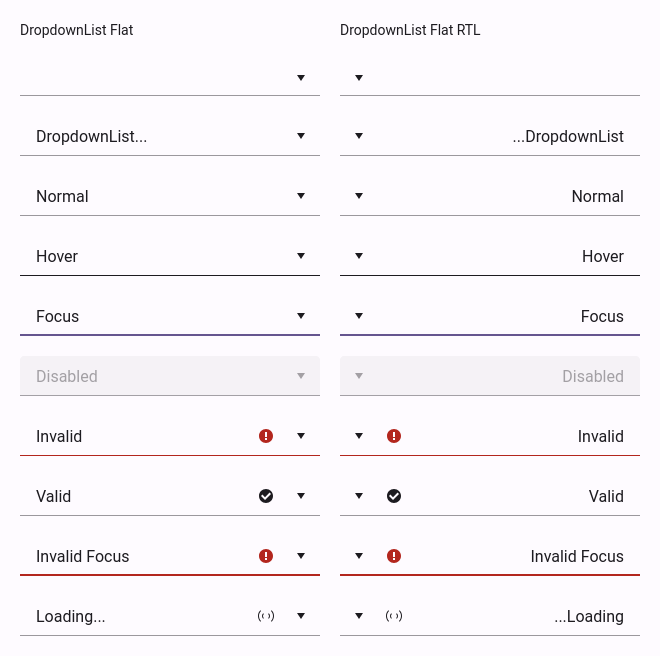 DropdownList Flat
DropdownList Flat RTL
DropdownList...
...DropdownList
Normal
Normal
Hover
Hover
Focus
Focus
Disabled
Disabled
Invalid
Invalid
Valid
Valid
Invalid Focus
Invalid Focus
Loading...
...Loading